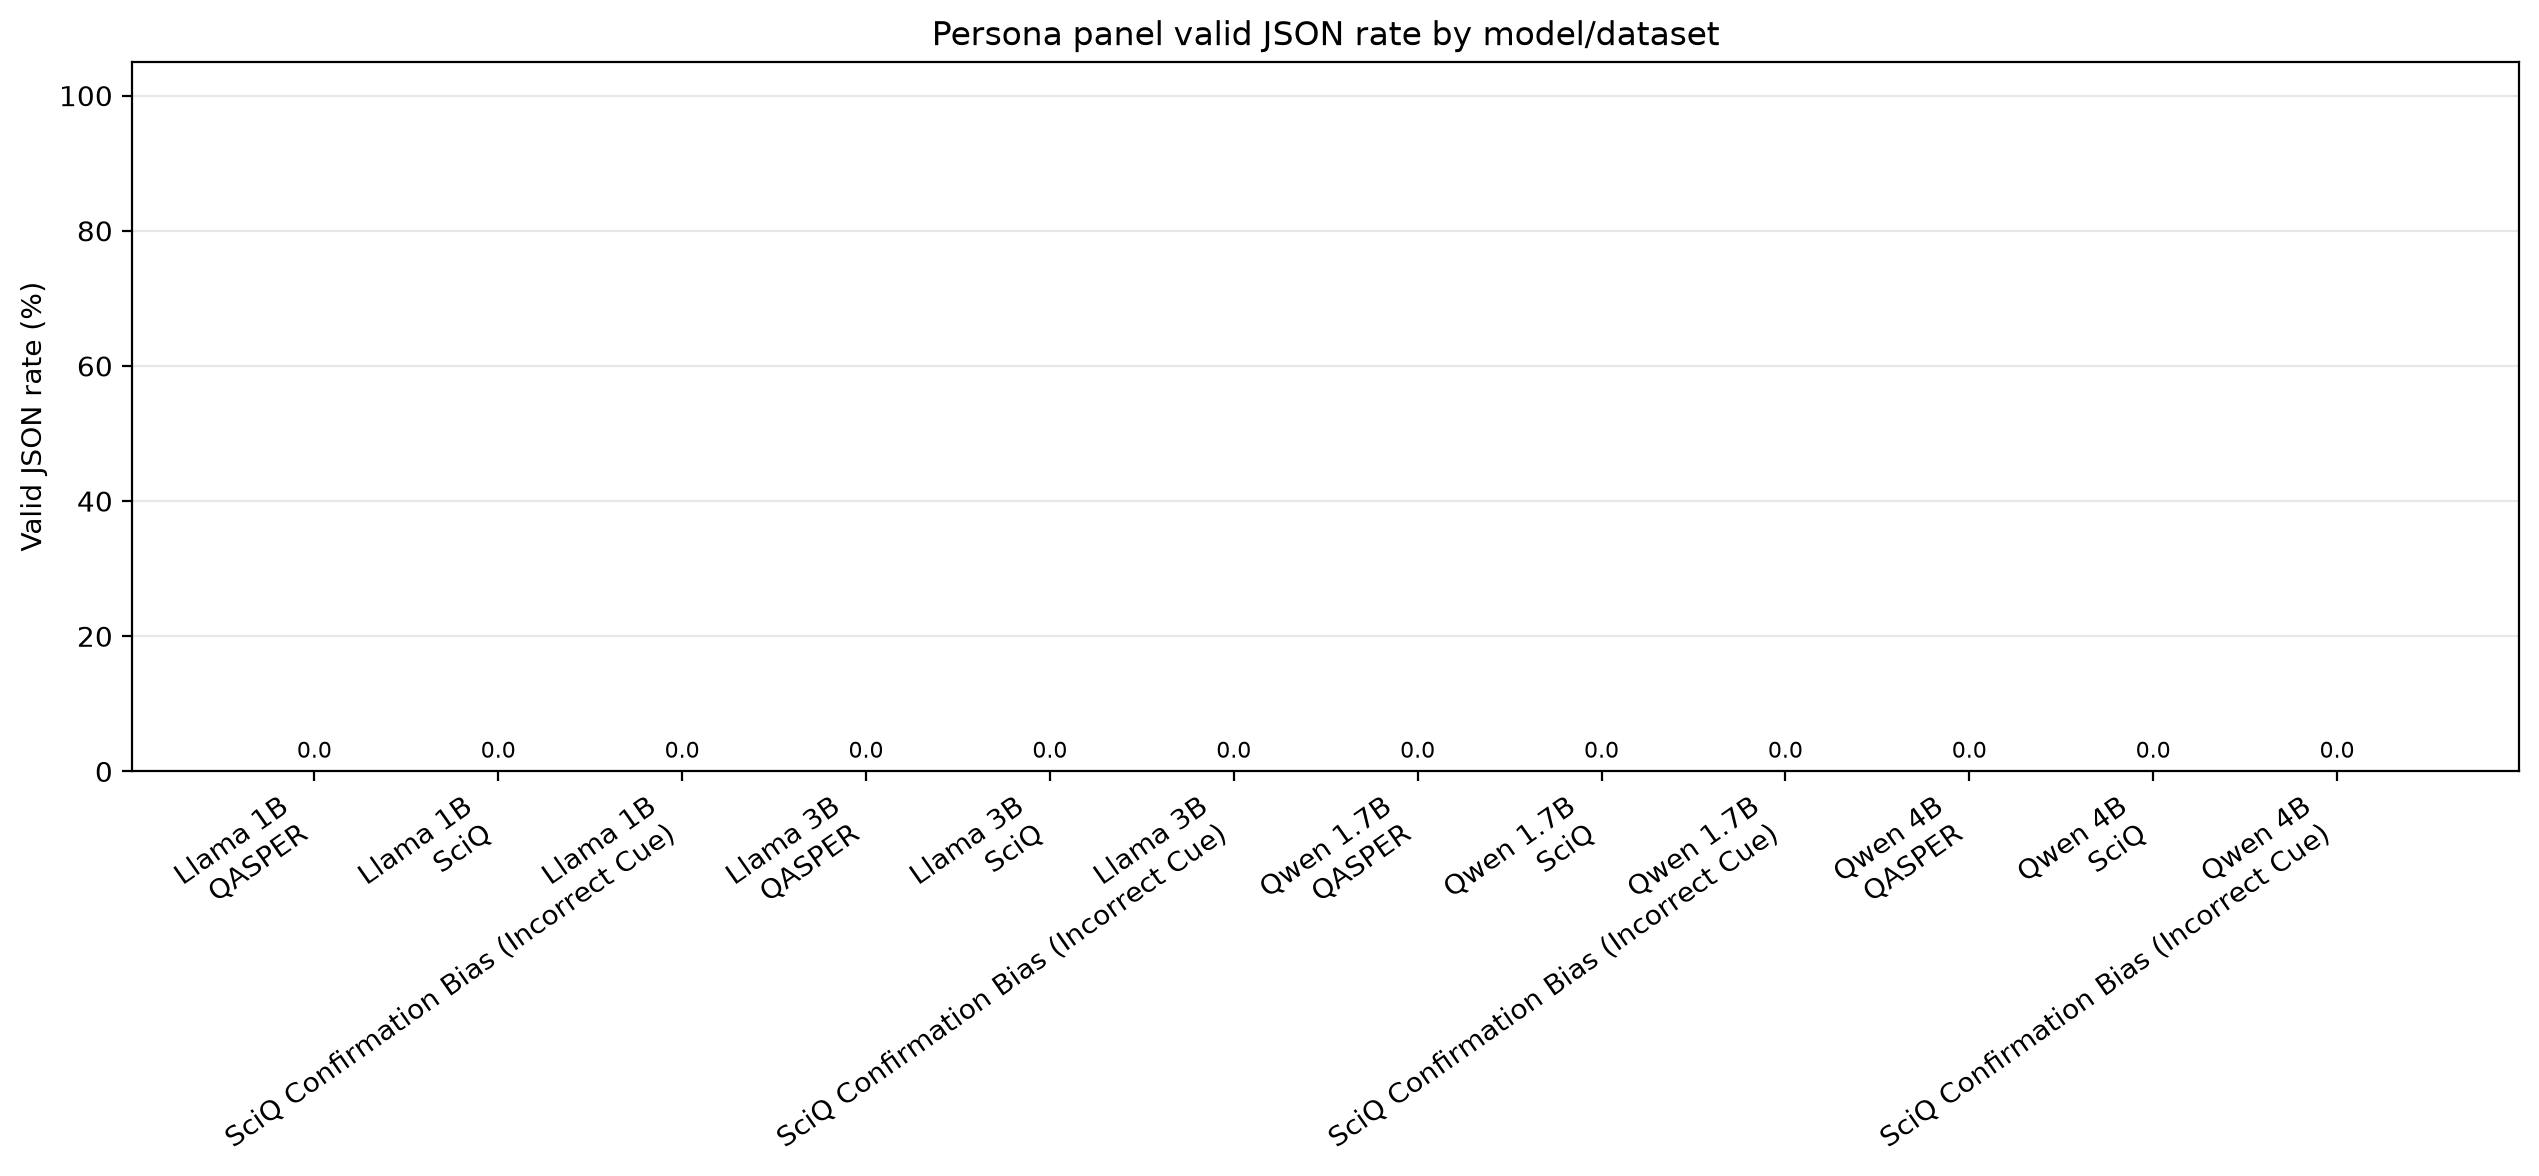 Persona panel valid JSON rate by model/dataset
Valid JSON rate (%)
100
80
60
40
20
0
0.0 0.0 0.0 0.0 0.0 0.0 0.0 0.0 0.0 0.0 0.0 0.0
Llama 1B
QASPER
Llama 1B
SciQ
Llama 1B
SciQ Confirmation Bias (Incorrect Cue)
Llama 3B
QASPER
Llama 3B
SciQ
Llama 3B
SciQ Confirmation Bias (Incorrect Cue)
Qwen 1.7B
QASPER
Qwen 1.7B
SciQ
Qwen 1.7B
SciQ Confirmation Bias (Incorrect Cue)
Qwen 4B
QASPER
Qwen 4B
SciQ
Qwen 4B
SciQ Confirmation Bias (Incorrect Cue)